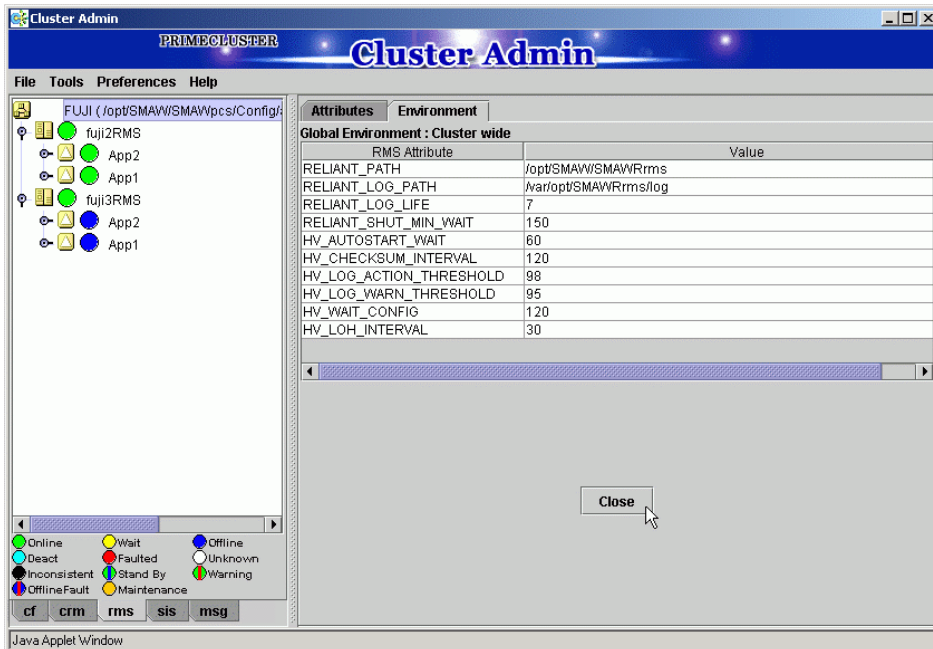 Cluster Admin
PRIMECLUSTER
Cluster Admin
File Tools Preferences Help
FUJI (/opt/SMAW/SMAWpcs/Config/
fuji2RMS
App2
App1
fuji3RMS
App2
App1
Online Wait Offline
Deact Faulted Unknown
Inconsistent Stand By Warning
OfflineFault Maintenance
cf crm rms sis msg
Attributes Environment
Global Environment : Cluster wide
RMS Attribute Value
RELIANT_PATH /opt/SMAW/SMAWRrms
RELIANT_LOG_PATH /var/opt/SMAWRrms/log
RELIANT_LOG_LIFE 7
RELIANT_SHUT_MIN_WAIT 150
HV_AUTOSTART_WAIT 60
HV_CHECKSUM_INTERVAL 120
HV_LOG_ACTION_THRESHOLD 98
HV_LOG_WARN_THRESHOLD 95
HV_WAIT_CONFIG 120
HV_LOH_INTERVAL 30
Close
Java Applet Window